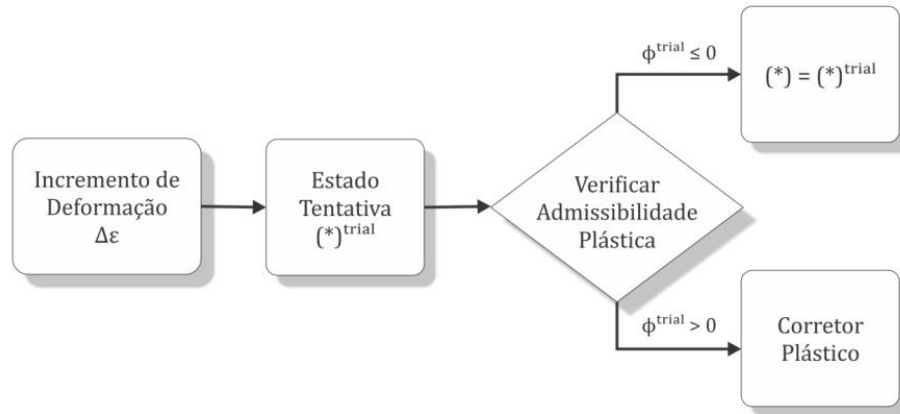 Incremento de
Deformação
Δε
Estado
Tentativa
(*)^trial
Verificar
Admissibilidade
Plástica
ϕ^trial ≤ 0
(*) = (*)^trial
ϕ^trial > 0
Corretor
Plástico